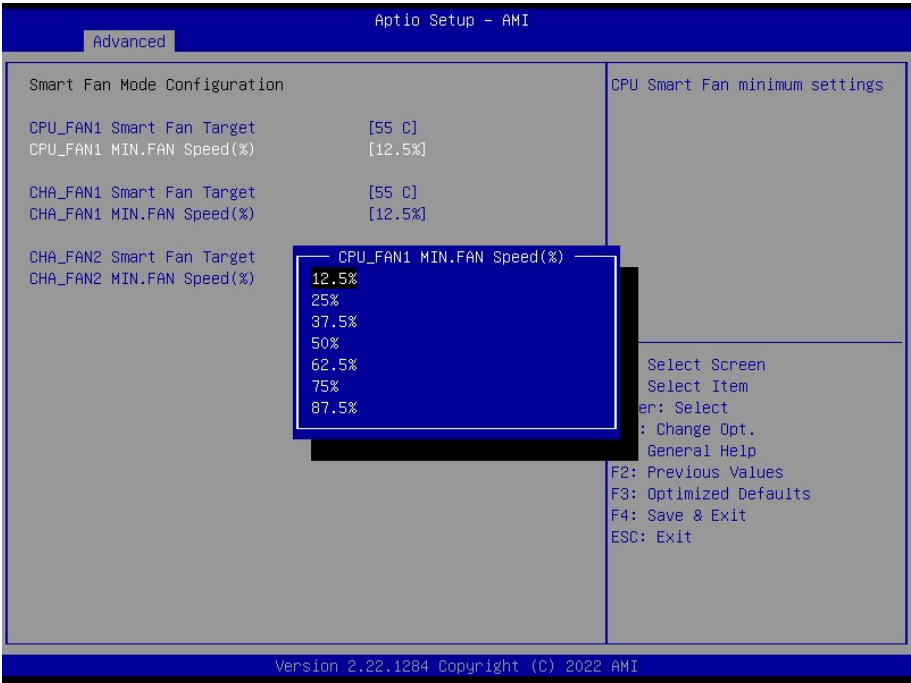 Aptio Setup - AMI
Advanced
Smart Fan Mode Configuration
CPU_FAN1 Smart Fan Target [55 C]
CPU_FAN1 MIN.FAN Speed(%) [12.5%]
CHA_FAN1 Smart Fan Target [55 C]
CHA_FAN1 MIN.FAN Speed(%) [12.5%]
CHA_FAN2 Smart Fan Target
CHA_FAN2 MIN.FAN Speed(%)
CPU_FAN1 MIN.FAN Speed(%)
12.5%
25%
37.5%
50%
62.5%
75%
87.5%
CPU Smart Fan minimum settings
Select Screen
Select Item
er: Select
: Change Opt.
General Help
F2: Previous Values
F3: Optimized Defaults
F4: Save & Exit
ESC: Exit
Version 2.22.1284 Copyright (C) 2022 AMI